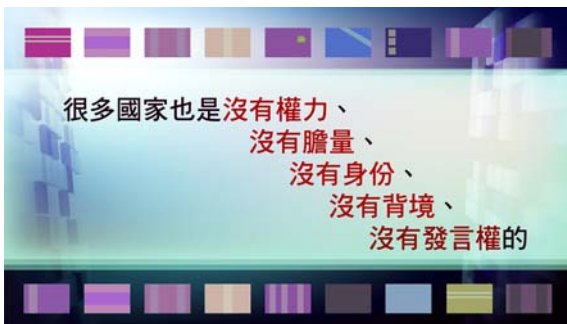 很多國家也是沒有權力、
沒有膽量、
沒有身份、
沒有背境、
沒有發言權的